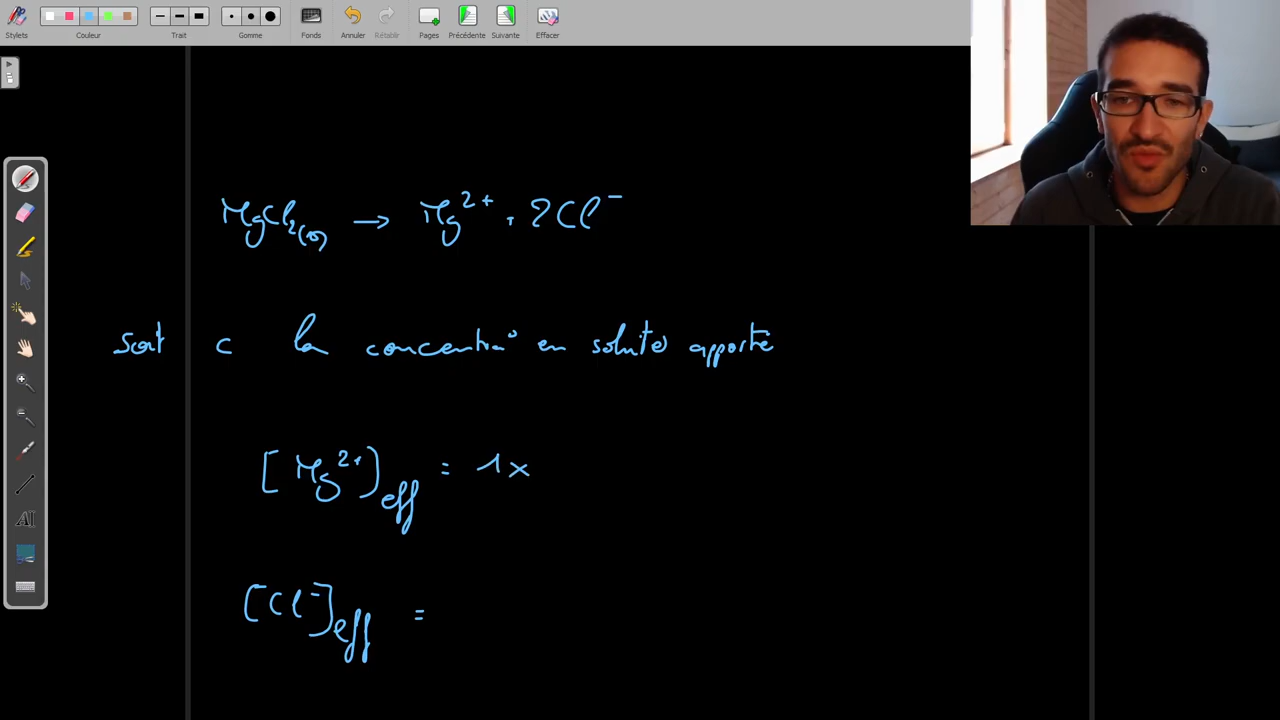 Stylets Couleur Trait Gomme Fonds Annuler Rétablir Pages Précédente Suivante Effacer
MgCl₂(s) → Mg²⁺ + 2Cl⁻
Soit c la concentra° en soluté apporté
[Mg²⁺]eff = 1x
[Cl⁻]eff =